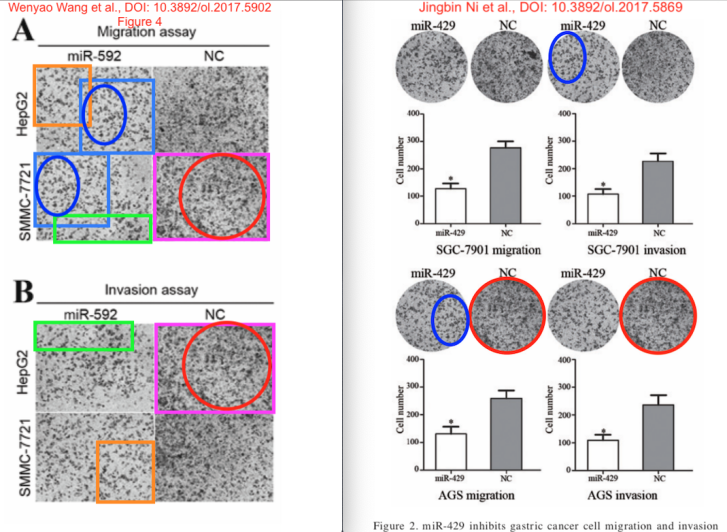 Wenyao Wang et al., DOI: 10.3892/ol.2017.5902
Figure 4
A
Migration assay
miR-592
NC
HepG2
SMMC-7721
B
Invasion assay
miR-592
NC
HepG2
SMMC-7721
Jingbin Ni et al., DOI: 10.3892/ol.2017.5869
miR-429
NC
miR-429
NC
Cell number
400
300
200
100
0
*
miR-429
NC
SGC-7901 migration
Cell number
400
300
200
100
0
*
miR-429
NC
SGC-7901 invasion
miR-429
NC
miR-429
NC
Cell number
400
300
200
100
0
*
miR-429
NC
AGS migration
Cell number
400
300
200
100
0
*
miR-429
NC
AGS invasion
Figure 2. miR-429 inhibits gastric cancer cell migration and invasion